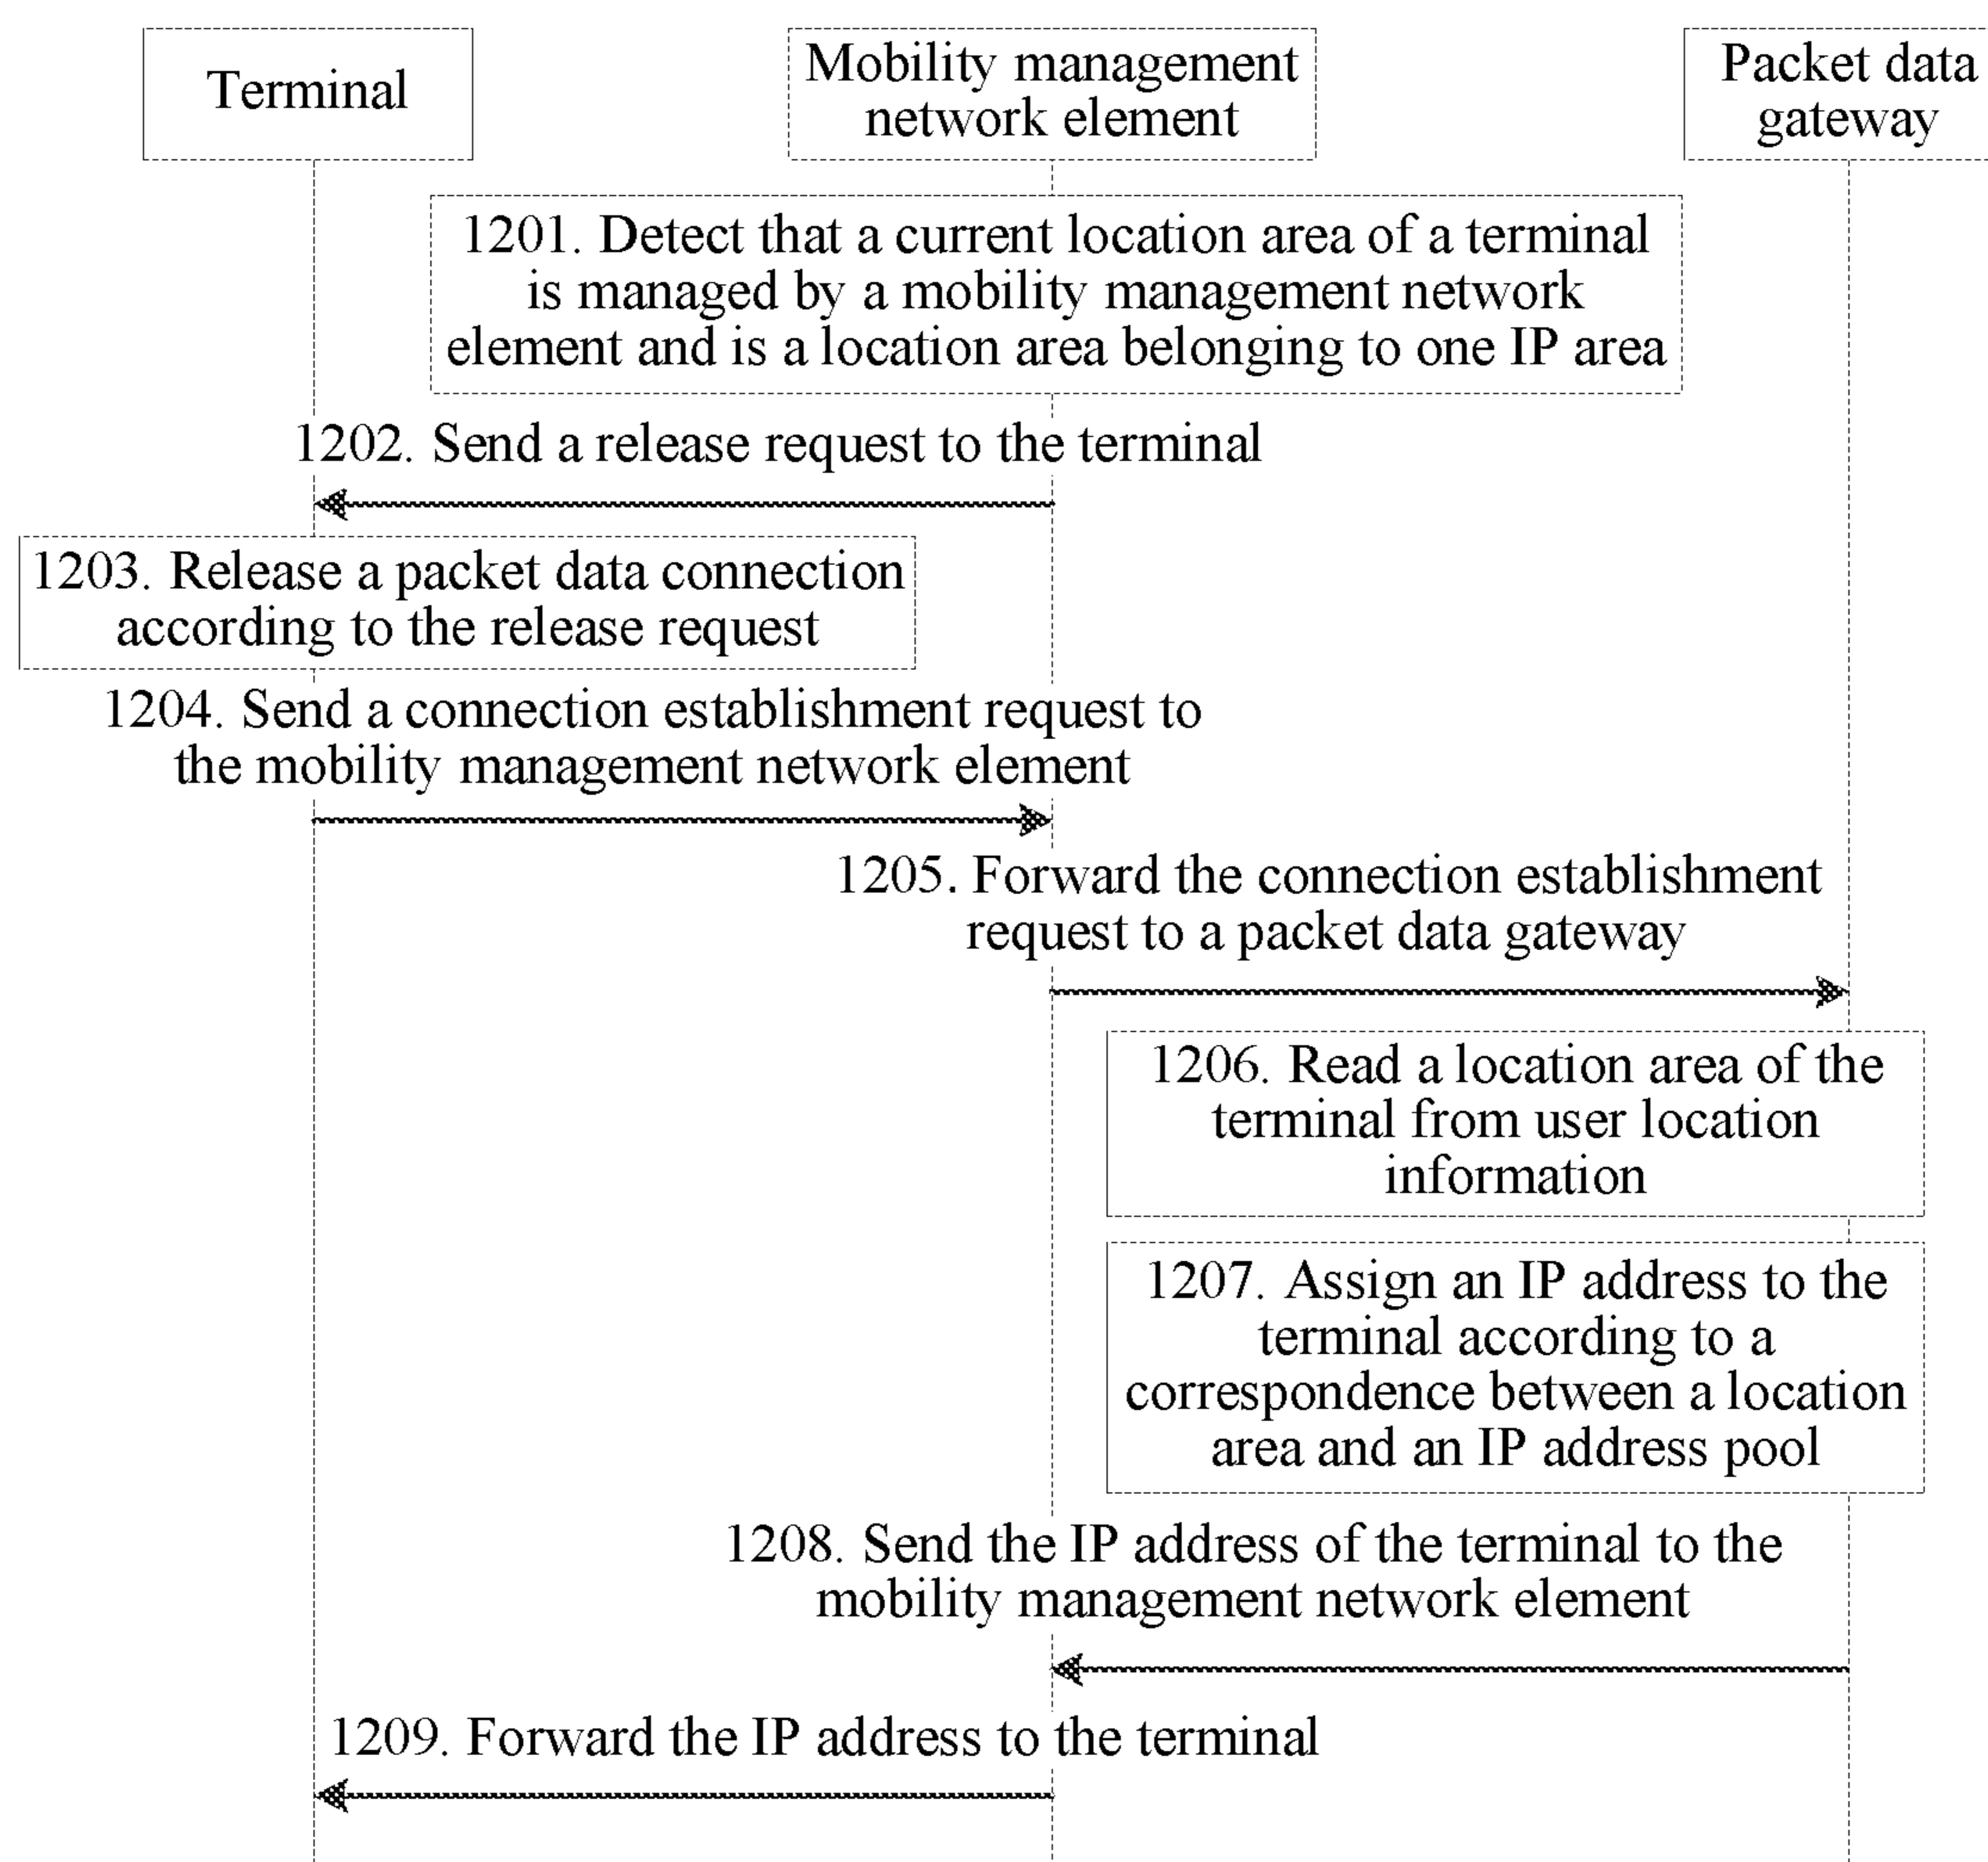 Terminal
Mobility management
network element
Packet data
gateway
1201. Detect that a current location area of a terminal
is managed by a mobility management network
element and is a location area belonging to one IP area
1202. Send a release request to the terminal
1203. Release a packet data connection
according to the release request
1204. Send a connection establishment request to
the mobility management network element
1205. Forward the connection establishment
request to a packet data gateway
1206. Read a location area of the
terminal from user location
information
1207. Assign an IP address to the
terminal according to a
correspondence between a location
area and an IP address pool
1208. Send the IP address of the terminal to the
mobility management network element
1209. Forward the IP address to the terminal